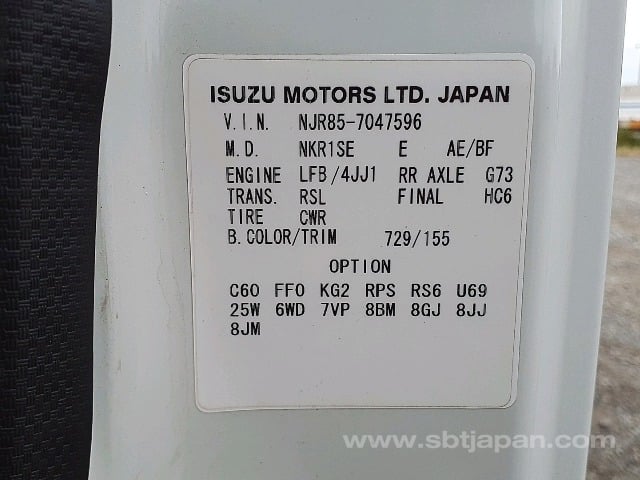 ISUZU MOTORS LTD. JAPAN
V.I.N. NJR85-7047596
M.D. NKR1SE E AE/BF
ENGINE LFB/4JJ1 RR AXLE G73
TRANS. RSL FINAL HC6
TIRE CWR
B.COLOR/TRIM 729/155
OPTION
C60 FF0 KG2 RPS RS6 U69
25W 6WD 7VP 8BM 8GJ 8JJ
8JM
www.sbtjapan.com